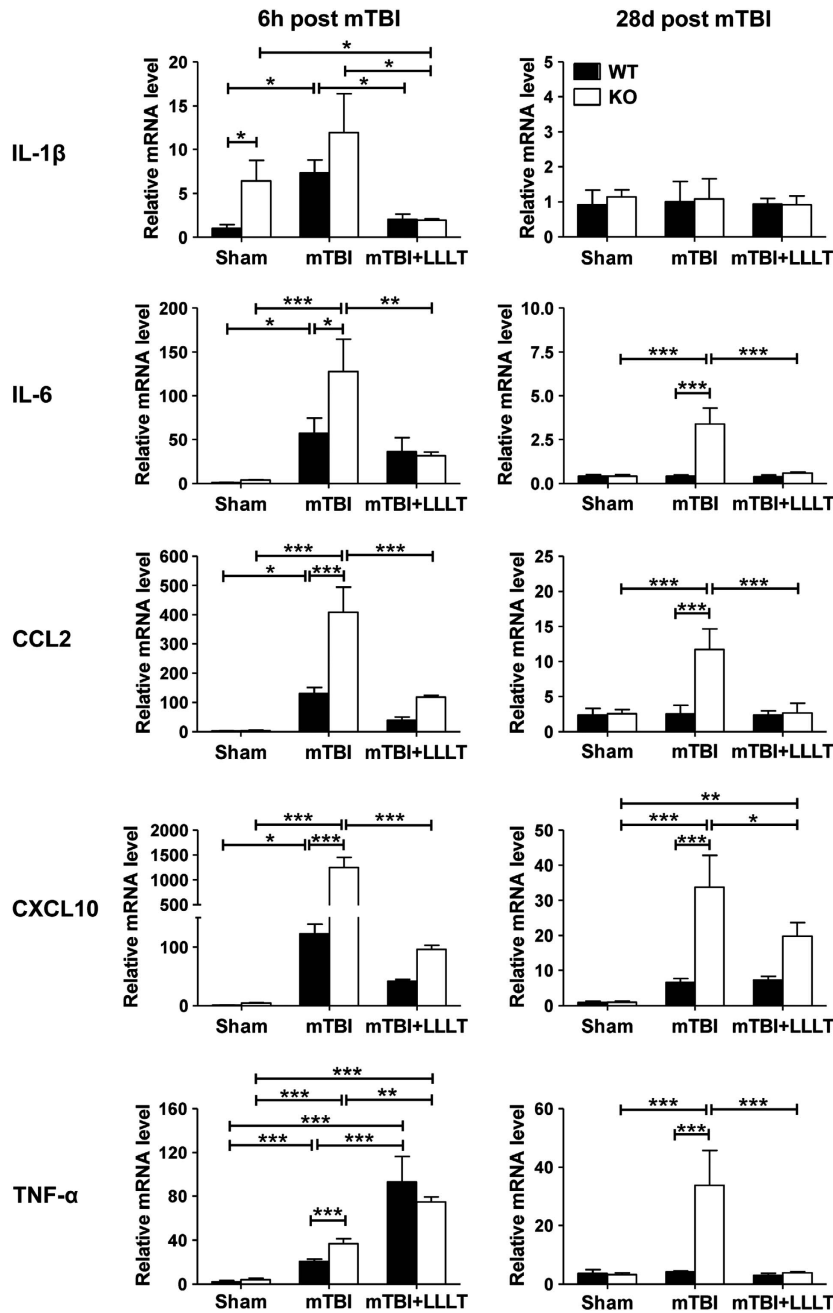 6h post mTBI
28d post mTBI
IL-1β
Relative mRNA level
20
15
10
5
0
*
*
*
*
*
Sham
mTBI
mTBI+LLLT
Relative mRNA level
5
4
3
2
1
0
WT
KO
Sham
mTBI
mTBI+LLLT
IL-6
Relative mRNA level
200
150
100
50
0
***
**
*
*
Sham
mTBI
mTBI+LLLT
Relative mRNA level
10.0
7.5
5.0
2.5
0.0
***
***
***
Sham
mTBI
mTBI+LLLT
CCL2
Relative mRNA level
600
500
400
300
200
100
0
***
***
*
***
Sham
mTBI
mTBI+LLLT
Relative mRNA level
25
20
15
10
5
0
***
***
***
Sham
mTBI
mTBI+LLLT
CXCL10
Relative mRNA level
2000
1500
1000
500
100
0
***
***
*
***
Sham
mTBI
mTBI+LLLT
Relative mRNA level
50
40
30
20
10
0
**
***
*
***
Sham
mTBI
mTBI+LLLT
TNF-α
Relative mRNA level
160
120
80
40
0
***
***
**
***
***
***
***
Sham
mTBI
mTBI+LLLT
Relative mRNA level
60
40
20
0
***
***
***
Sham
mTBI
mTBI+LLLT